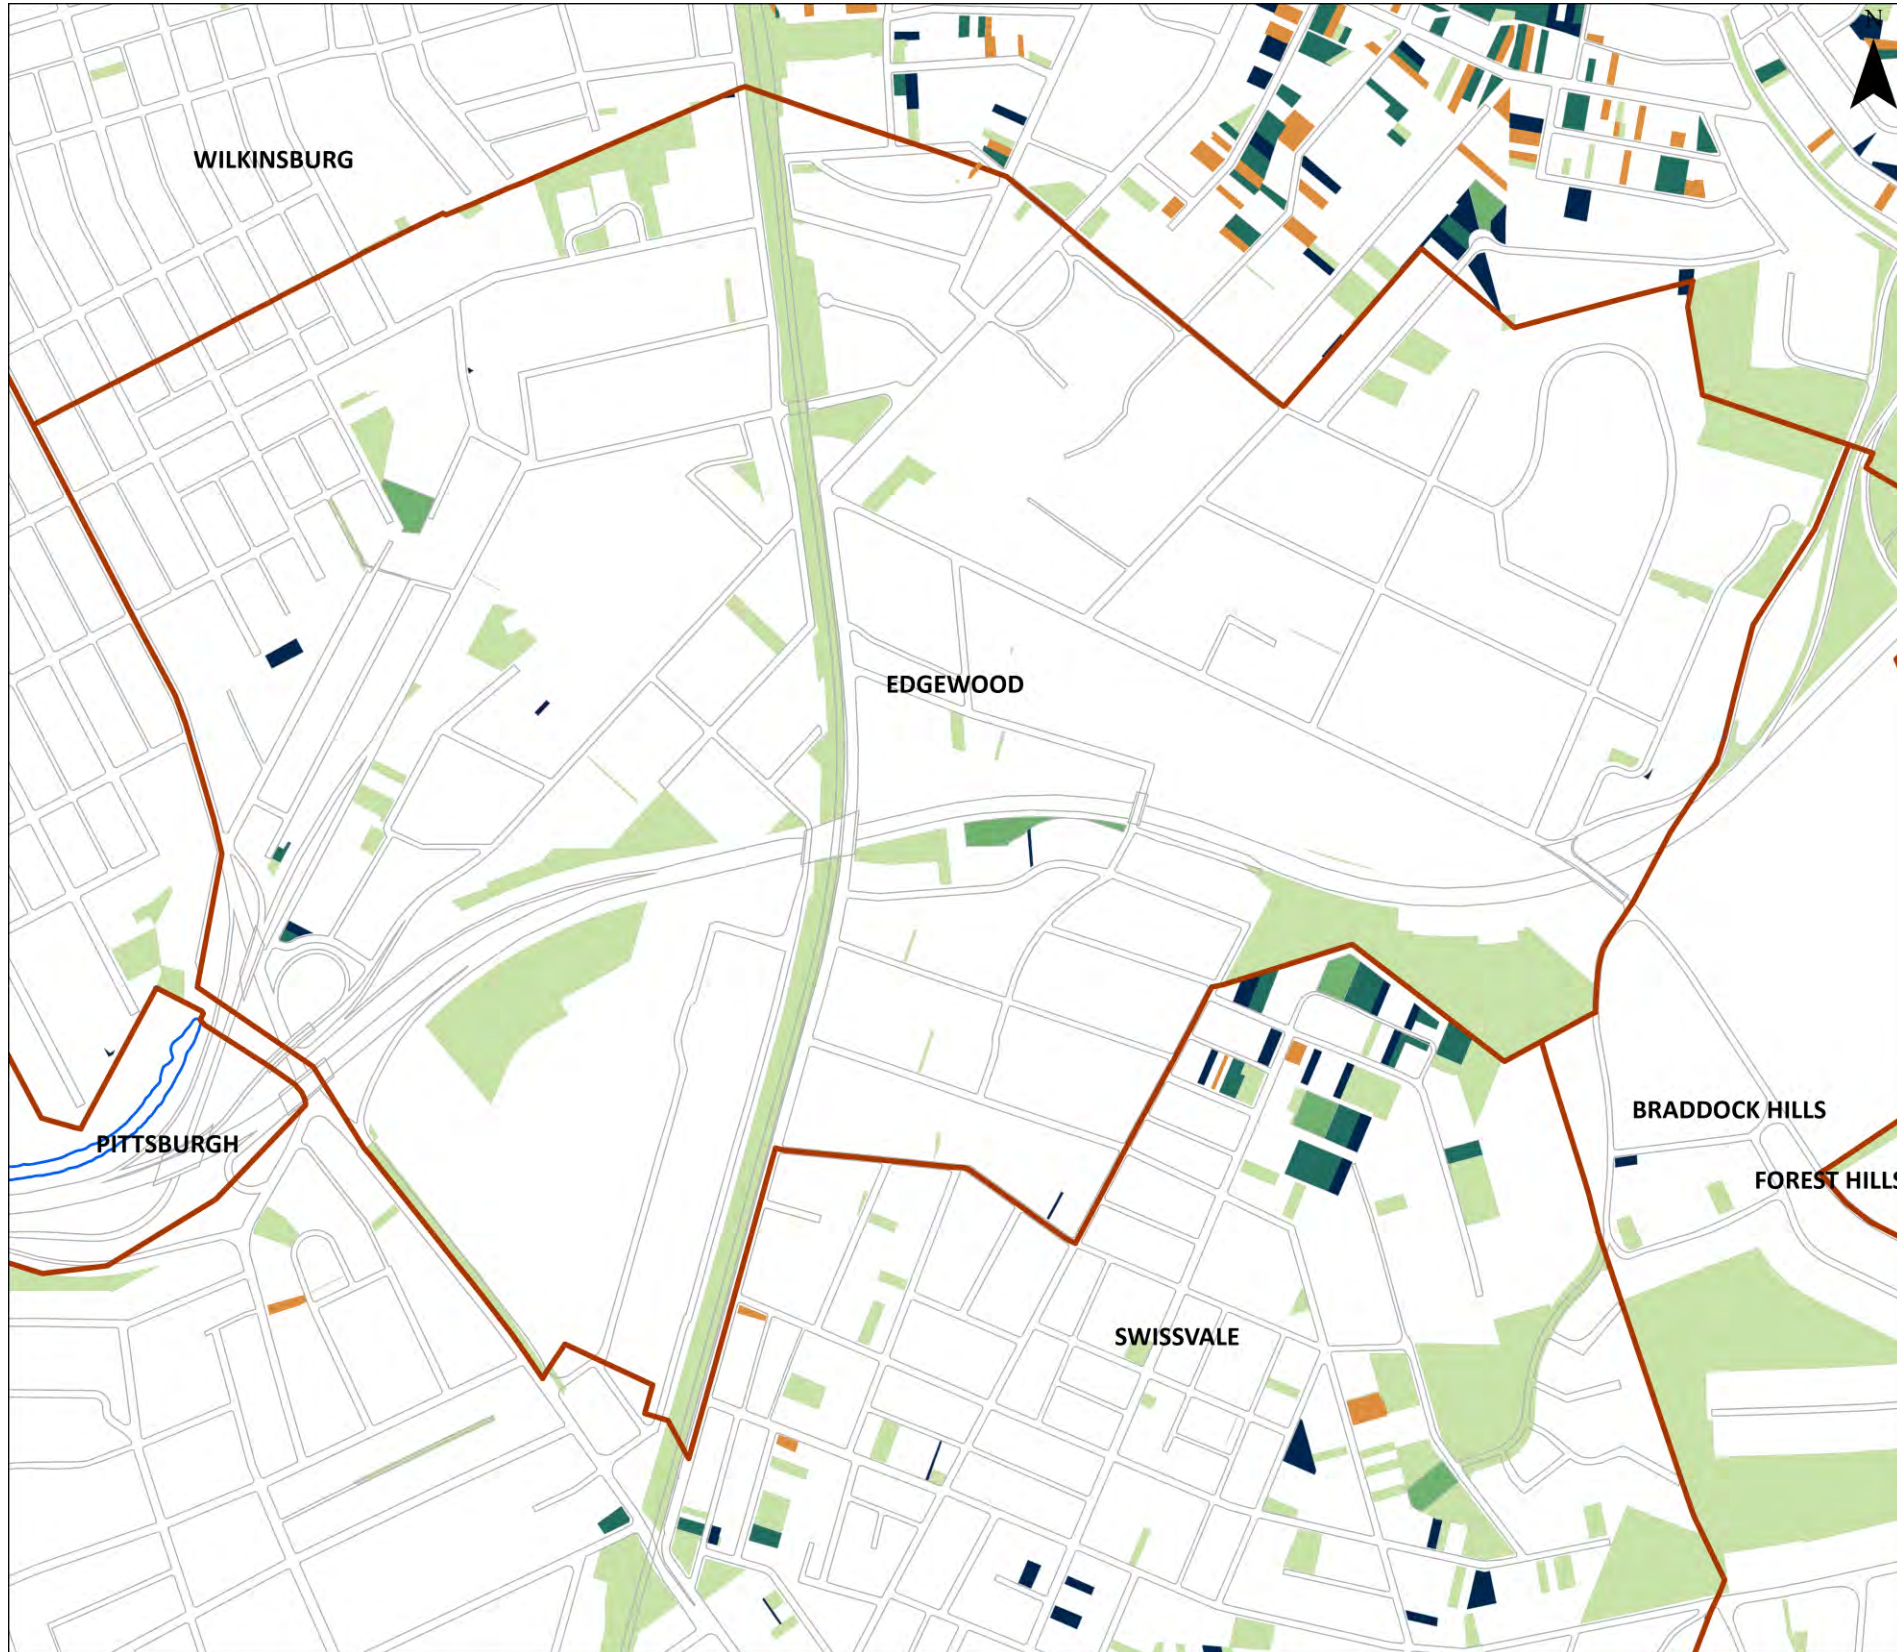 N
WILKINSBURG
EDGEWOOD
BRADDOCK HILLS
PITTSBURGH
FOREST HILLS
SWISSVALE